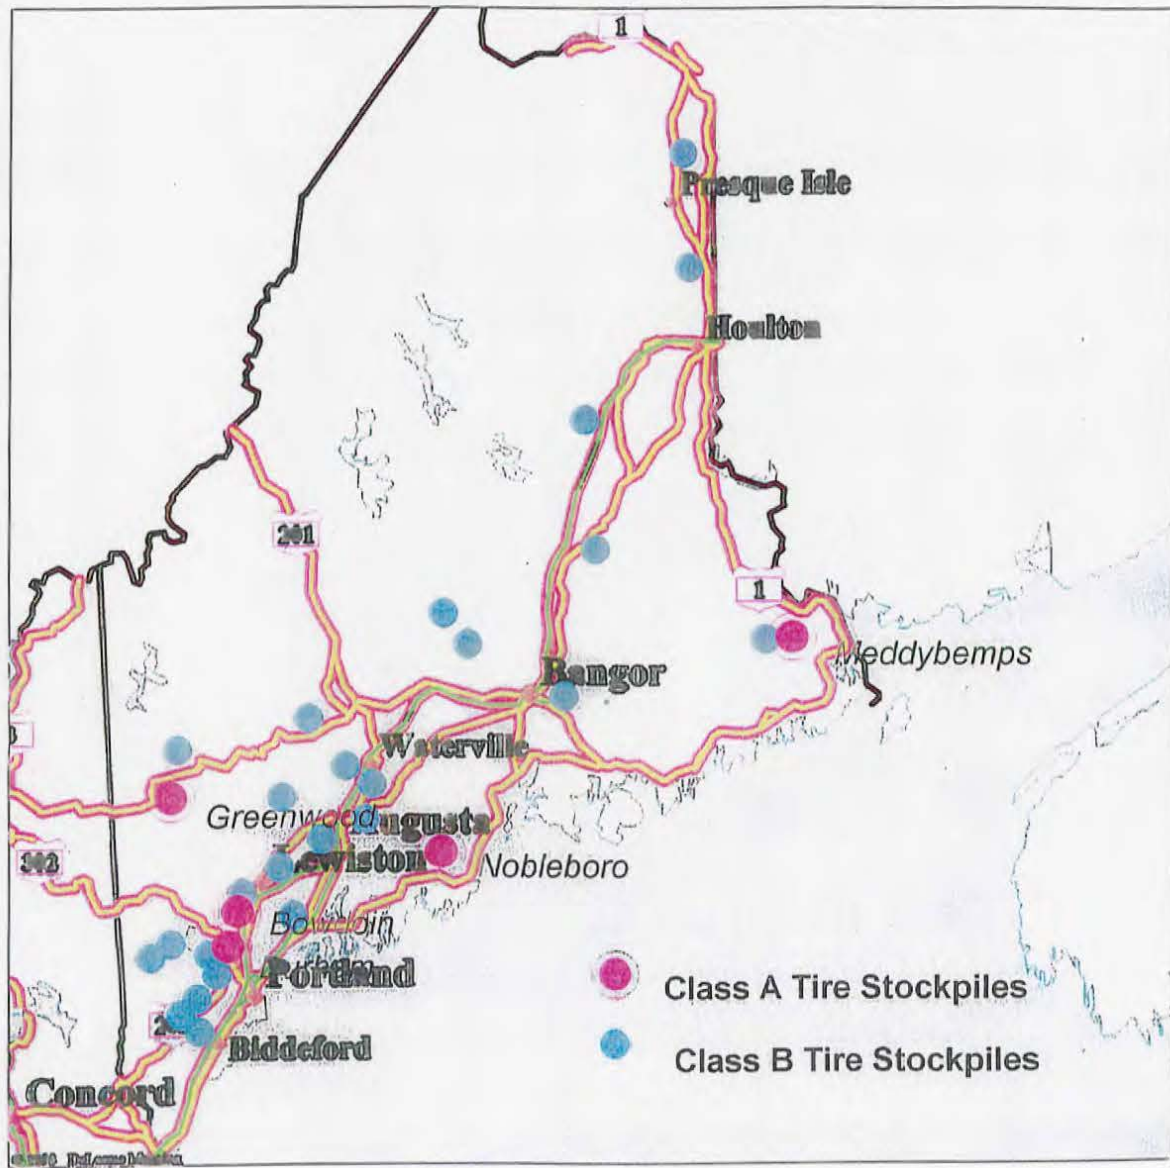 1
Presque Isle
Houlton
201
1
Meddybemps
Bangor
Waterville
Greenwood
Augusta
302
Lewiston
Nobleboro
Bowdoin
Portland
Class A Tire Stockpiles
Biddeford
Class B Tire Stockpiles
Concord